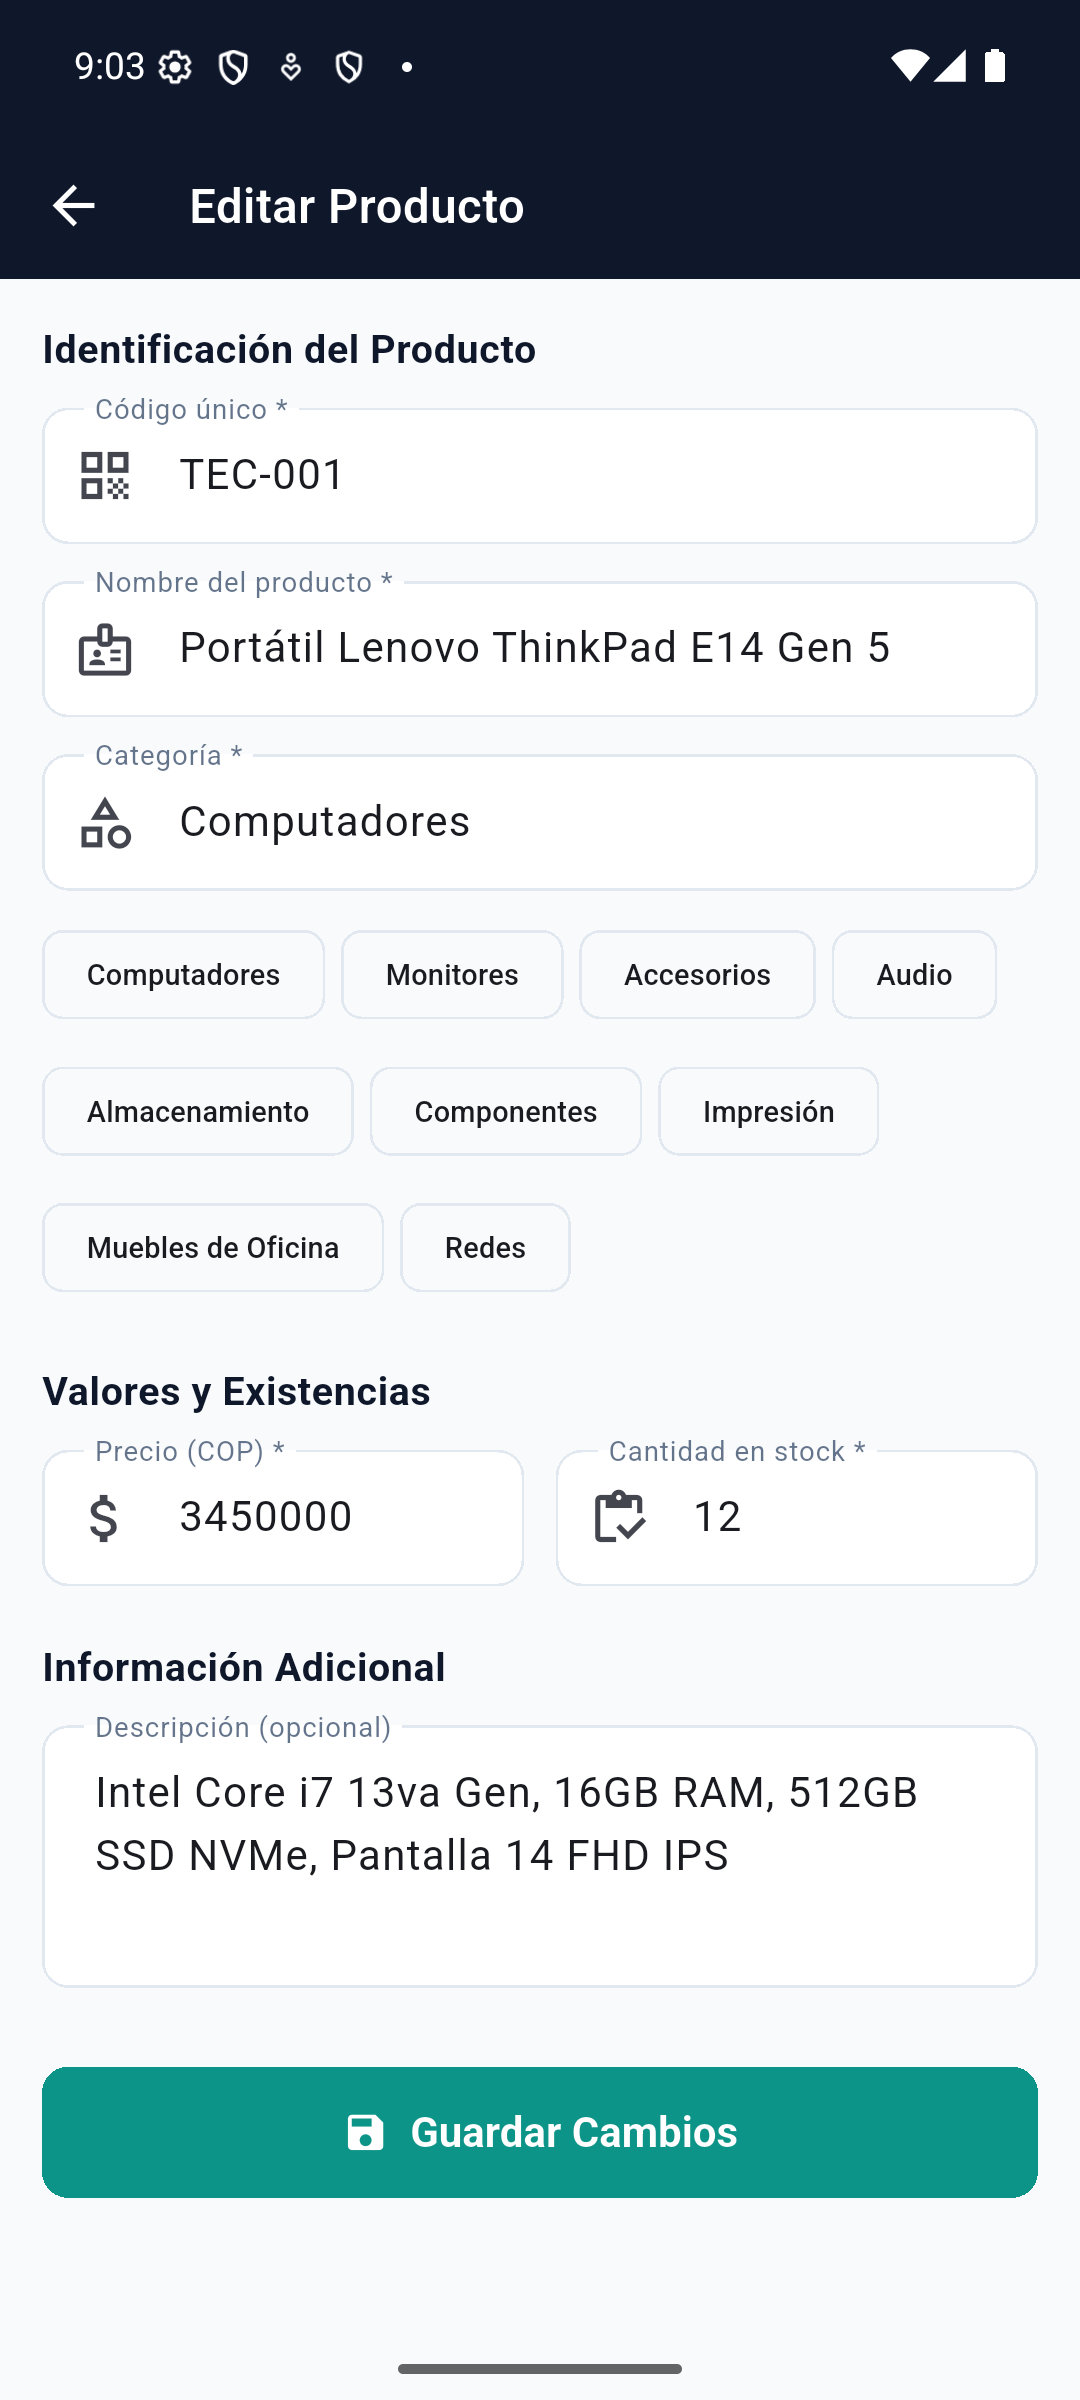 9:03
Editar Producto
Identificación del Producto
Código único *
TEC-001
Nombre del producto *
Portátil Lenovo ThinkPad E14 Gen 5
Categoría *
Computadores
Computadores Monitores Accesorios Audio
Almacenamiento Componentes Impresión
Muebles de Oficina Redes
Valores y Existencias
Precio (COP) * Cantidad en stock *
$ 3450000 12
Información Adicional
Descripción (opcional)
Intel Core i7 13va Gen, 16GB RAM, 512GB
SSD NVMe, Pantalla 14 FHD IPS
Guardar Cambios